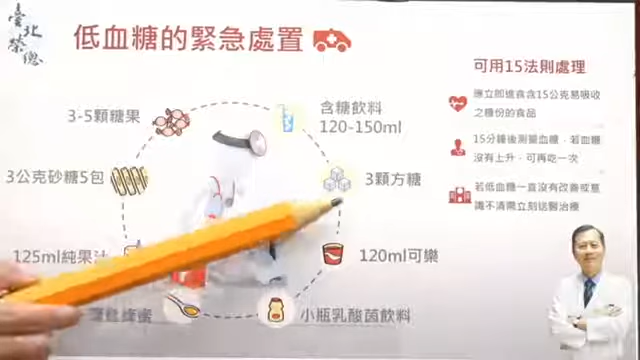 臺北榮總
低血糖的緊急處置
可用15法則處理
3-5顆糖果
含糖飲料
120-150ml
應立即進食含15公克易吸收
之糖份的食品
15分鐘後測量血糖，若血糖
沒有上升，可再吃一次
3公克砂糖5包
3顆方糖
若低血糖一直沒有改善或意
識不清需立刻送醫治療
125ml純果汁
120ml可樂
蜂蜜
小瓶乳酸菌飲料